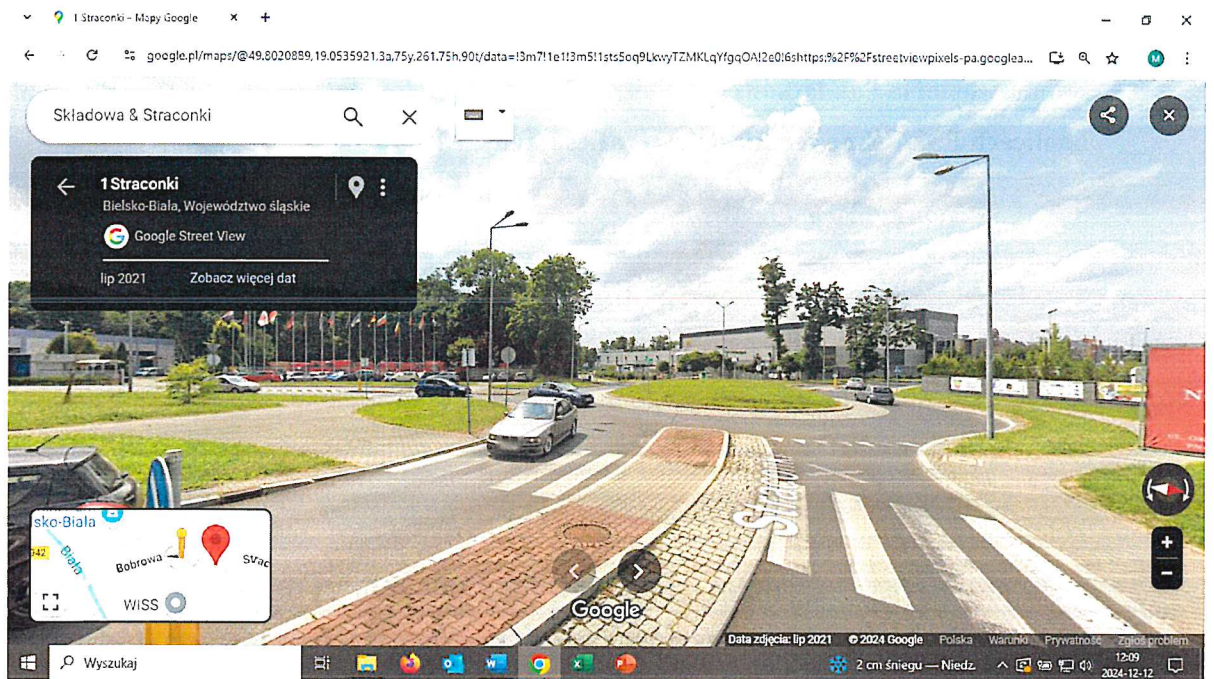 1 Straconki – Mapy Google
google.pl/maps/@49.8020889,19.0535921,3a,75y,261.75h,90t/data=!3m7!1e1!3m5!1sts5oq9LkwyTZMKLqYfgqOA!2e0!6shttps:%2F%2Fstreetviewpixels-pa.googlea...
M
Składowa & Straconki
1 Straconki
Bielsko-Biała, Województwo śląskie
Google Street View
lip 2021 Zobacz więcej dat
Straconki
sko-Biała
942
Biała
Bobrowa
Strac
WISS
Google
Data zdjęcia: lip 2021 © 2024 Google Polska Warunki Prywatność Zgłoś problem
Wyszukaj
2 cm śniegu — Niedz.
12:09
2024-12-12